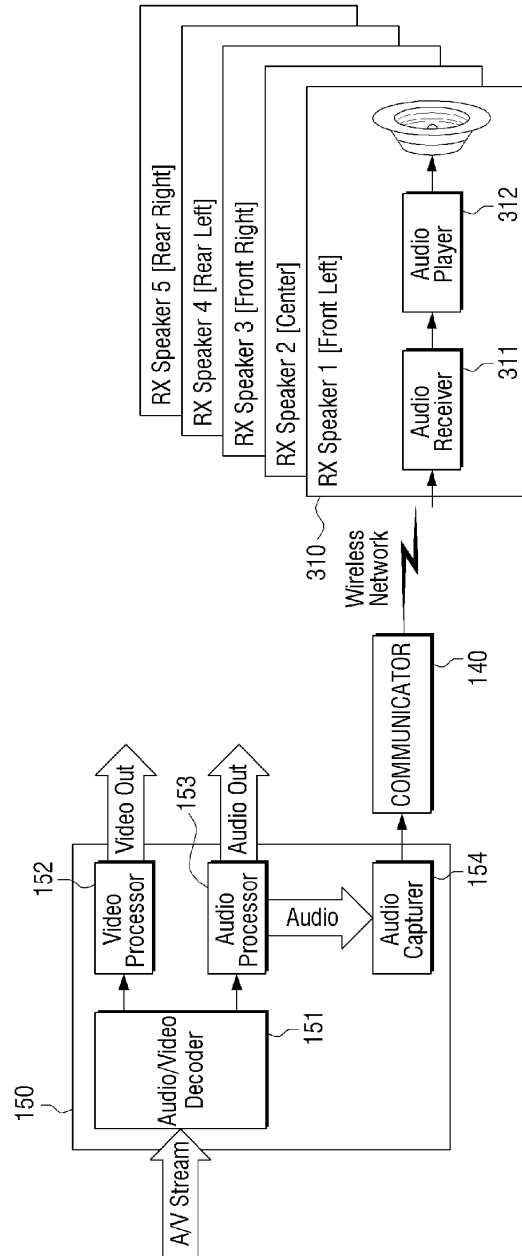 150
A/V Stream
Audio/Video
Decoder
151
152
Video
Processor
Video Out
153
Audio
Processor
Audio Out
Audio
Audio
Capturer
154
COMMUNICATOR
140
Wireless
Network
310
RX Speaker 5 [Rear Right]
RX Speaker 4 [Rear Left]
RX Speaker 3 [Front Right]
RX Speaker 2 [Center]
RX Speaker 1 [Front Left]
Audio
Receiver
311
Audio
Player
312